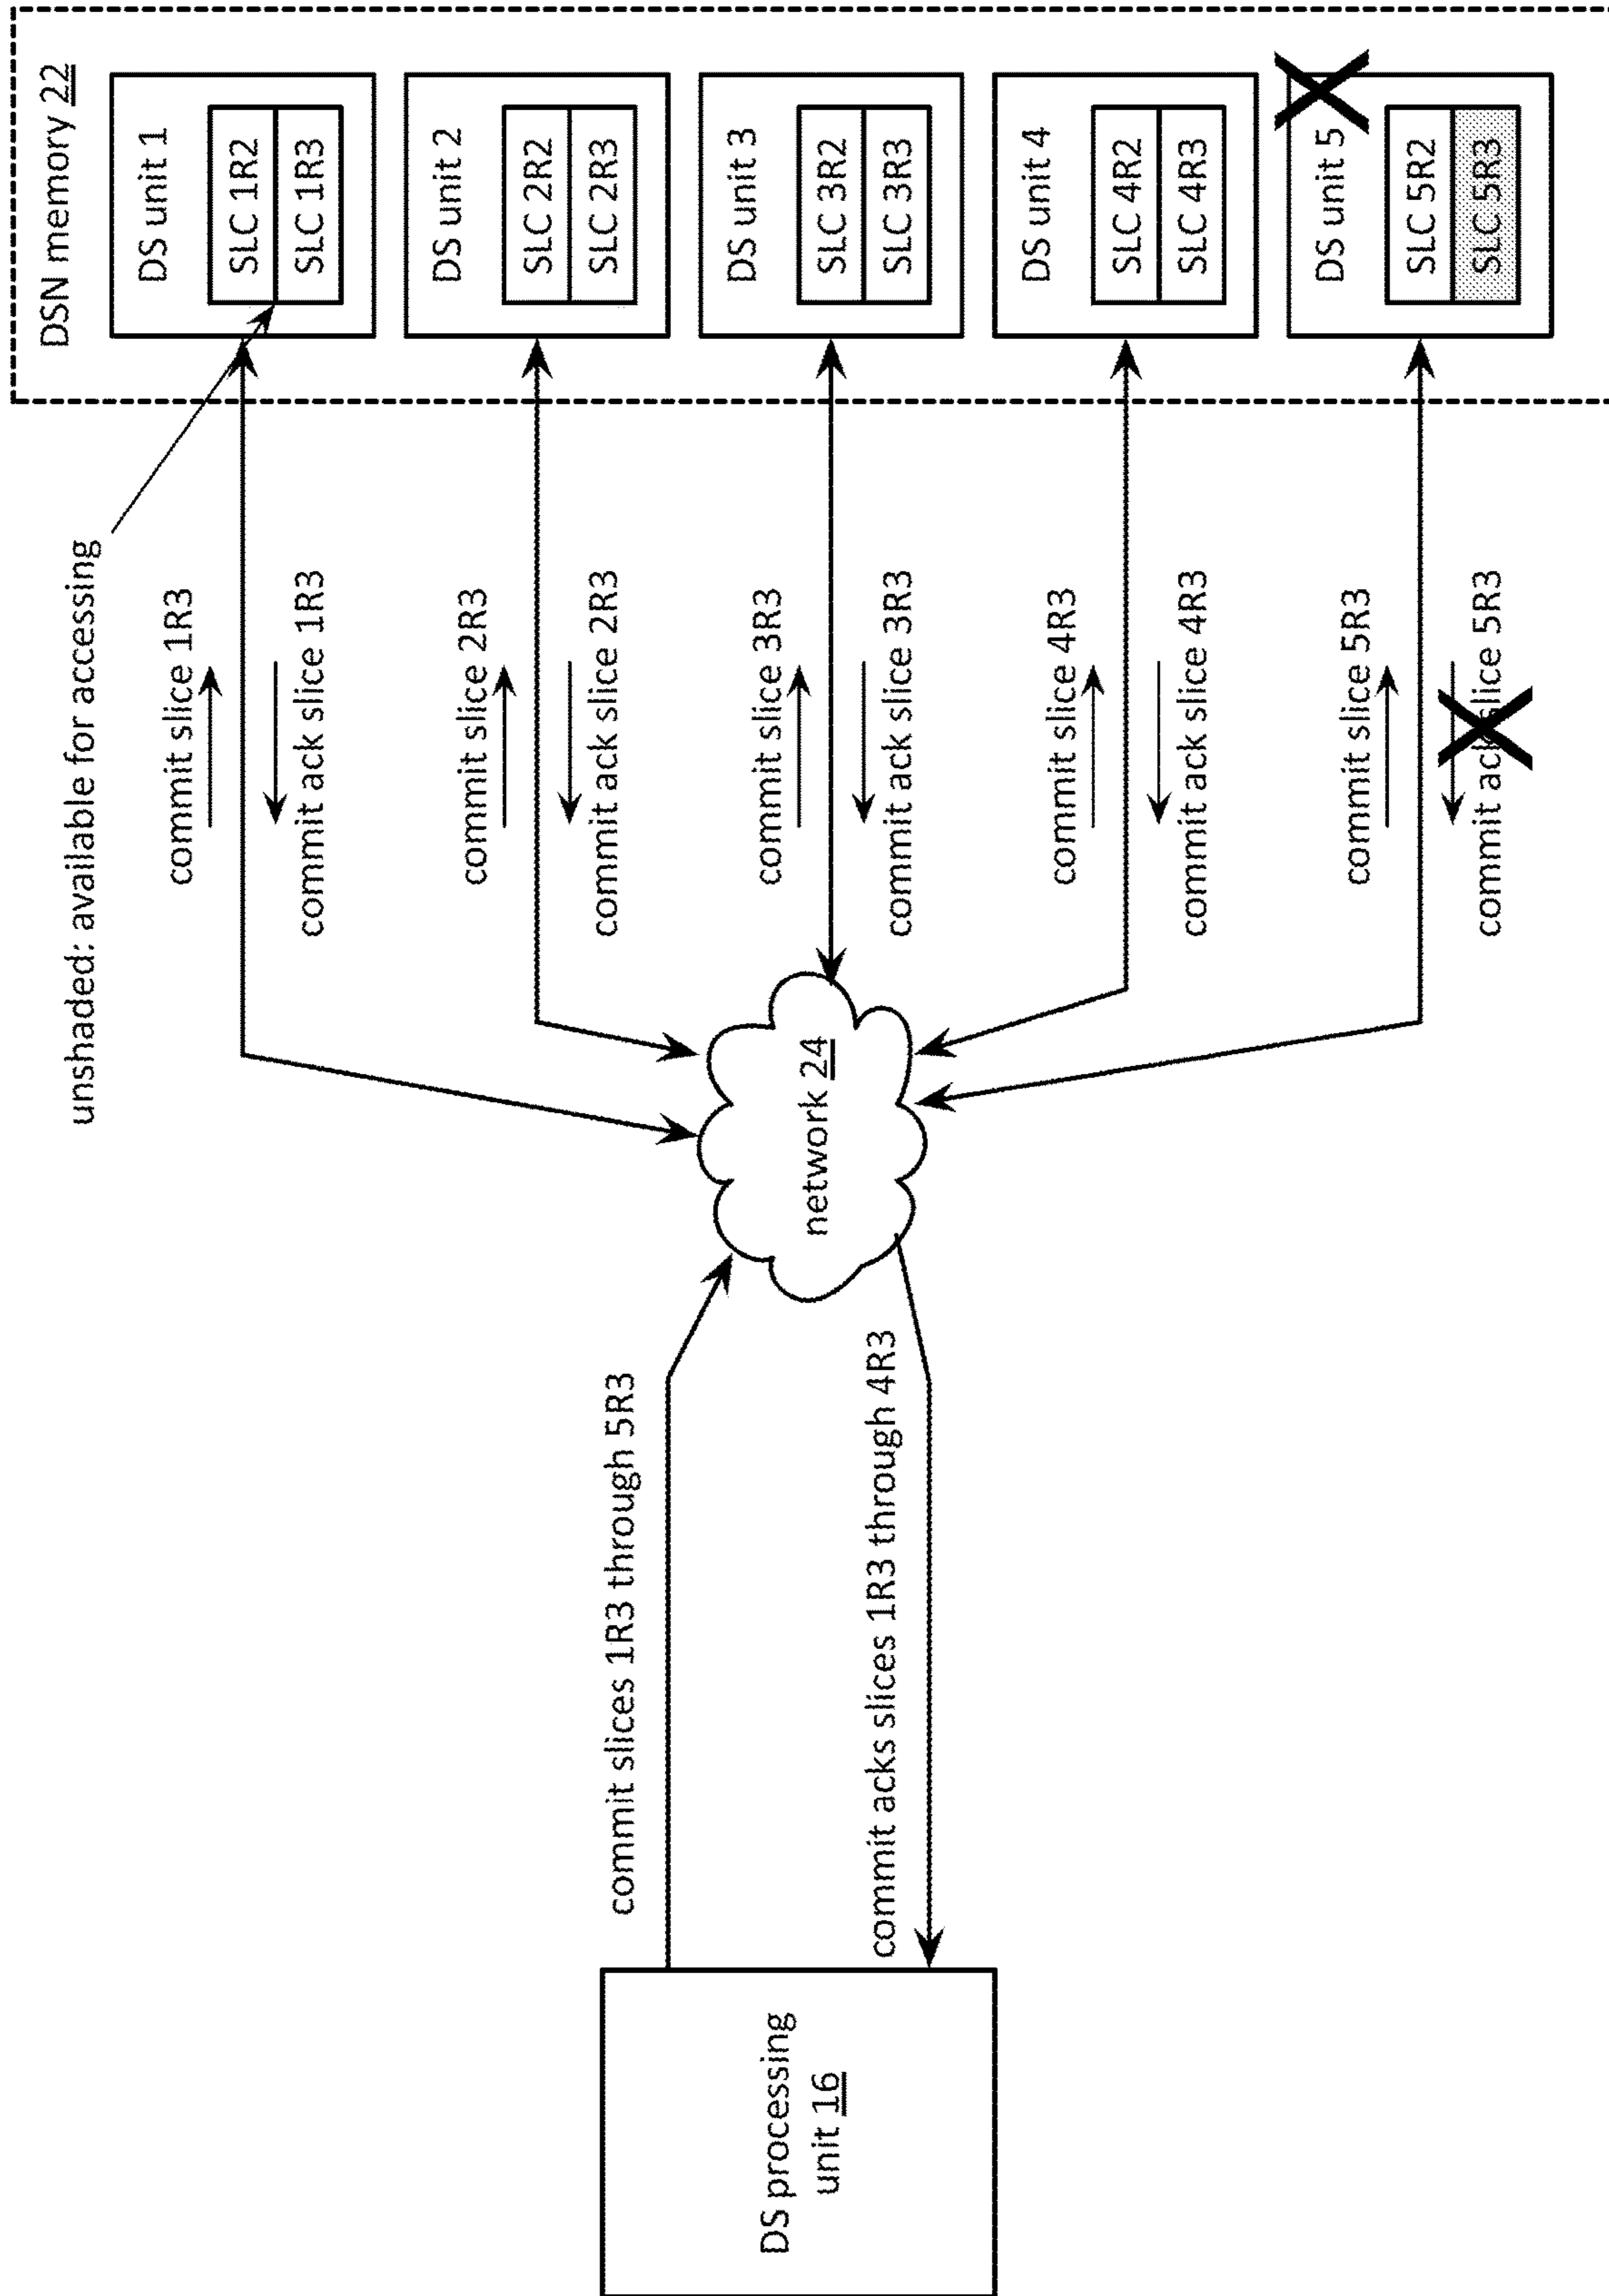 DSN memory 22
unshaded: available for accessing
DS unit 1
SLC 1R2
SLC 1R3
commit slice 1R3
commit ack slice 1R3
DS unit 2
SLC 2R2
SLC 2R3
commit slice 2R3
commit ack slice 2R3
commit slices 1R3 through 5R3
DS processing
unit 16
network 24
commit acks slices 1R3 through 4R3
DS unit 3
SLC 3R2
SLC 3R3
commit slice 3R3
commit ack slice 3R3
DS unit 4
SLC 4R2
SLC 4R3
commit slice 4R3
commit ack slice 4R3
DS unit 5
SLC 5R2
SLC 5R3
commit slice 5R3
commit ack slice 5R3